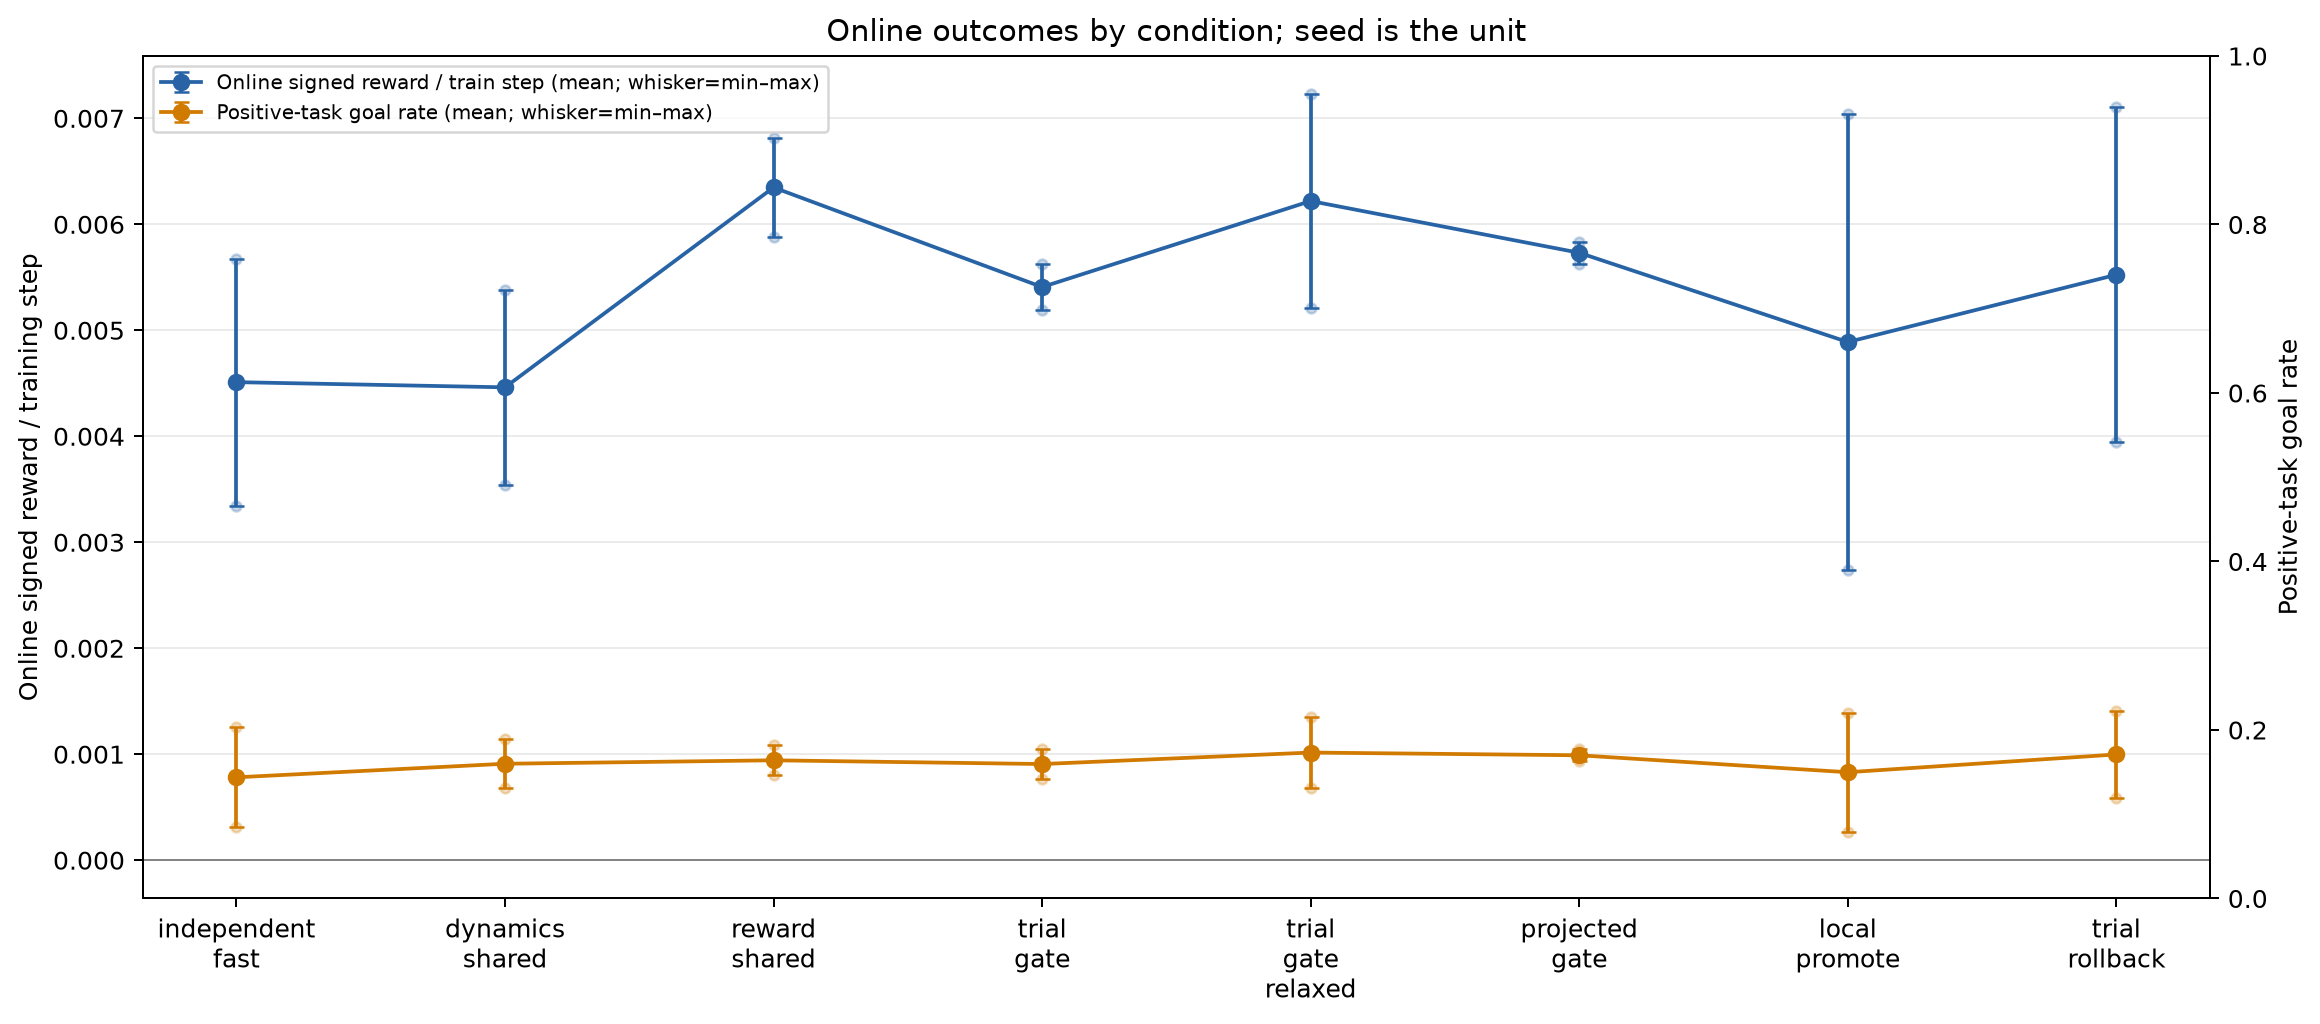 Online outcomes by condition; seed is the unit
Online signed reward / train step (mean; whisker=min–max)
Positive-task goal rate (mean; whisker=min–max)
Online signed reward / training step
0.007
0.006
0.005
0.004
0.003
0.002
0.001
0.000
1.0
0.8
0.6
0.4
0.2
0.0
Positive-task goal rate
independent
fast
dynamics
shared
reward
shared
trial
gate
trial
gate
relaxed
projected
gate
local
promote
trial
rollback